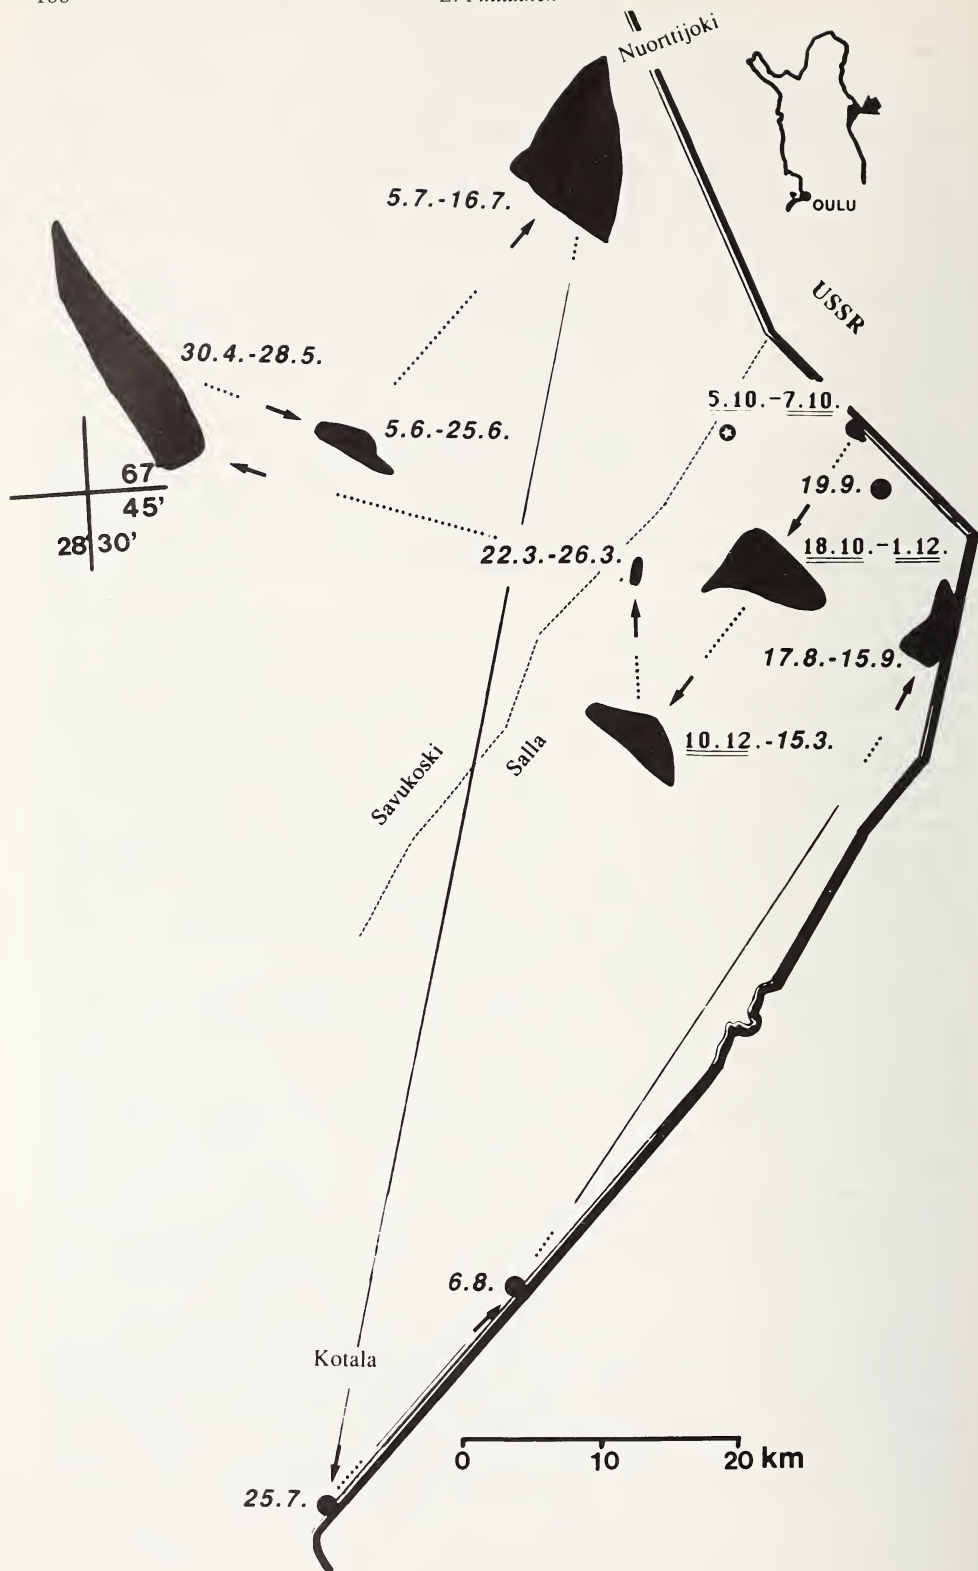 Nuorttijoki
OULU
5.7.-16.7.
USSR
30.4.-28.5.
5.10.-7.10.
5.6.-25.6.
67
45'
19.9.
28 30'
22.3.-26.3.
18.10.-1.12.
17.8.-15.9.
10.12.-15.3.
Savukoski
Salla
6.8.
Kotala
0 10 20 km
25.7.